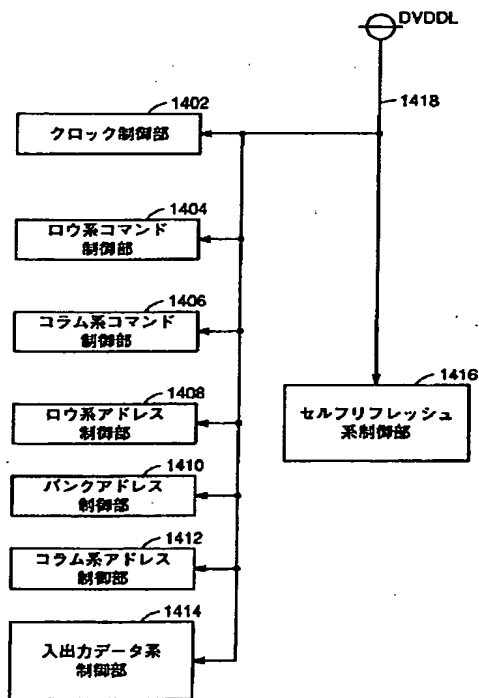 DVDDL
1418
1402
クロック制御部
1404
ロウ系コマンド
制御部
1406
コラム系コマンド
制御部
1408
ロウ系アドレス
制御部
1410
バンクアドレス
制御部
1412
コラム系アドレス
制御部
1414
入出力データ系
制御部
1416
セルフリフレッシュ
系制御部